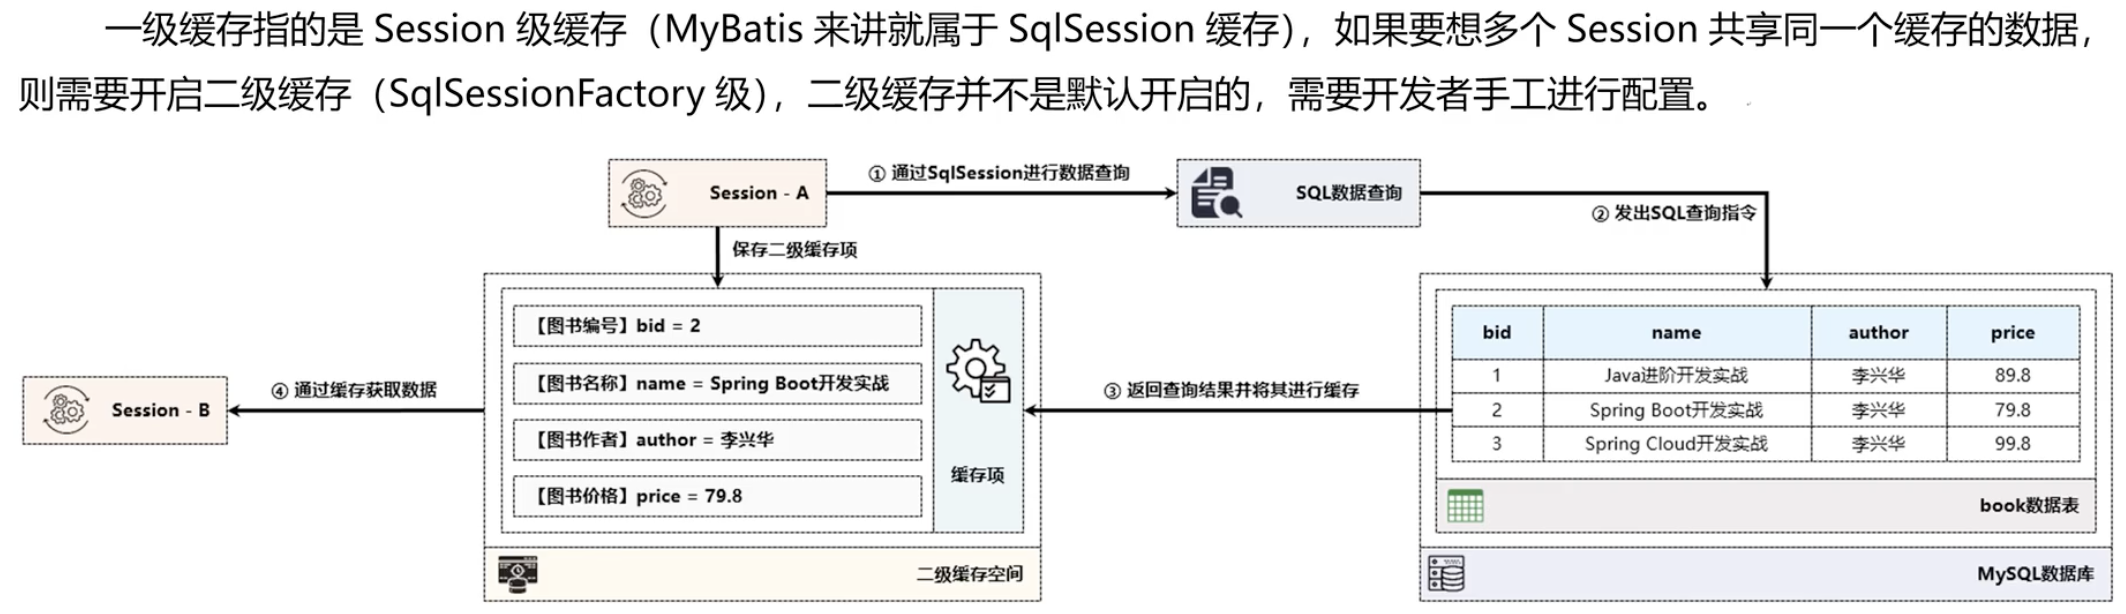 一级缓存指的是 Session 级缓存（MyBatis 来讲就属于 SqlSession 缓存），如果要想多个 Session 共享同一个缓存的数据，
则需要开启二级缓存（SqlSessionFactory 级），二级缓存并不是默认开启的，需要开发者手工进行配置。
Session - A
① 通过SqlSession进行数据查询
SQL数据查询
② 发出SQL查询指令
保存二级缓存项
【图书编号】bid = 2
【图书名称】name = Spring Boot开发实战
【图书作者】author = 李兴华
【图书价格】price = 79.8
缓存项
二级缓存空间
④ 通过缓存获取数据
Session - B
③ 返回查询结果并将其进行缓存
bid name author price
1 Java进阶开发实战 李兴华 89.8
2 Spring Boot开发实战 李兴华 79.8
3 Spring Cloud开发实战 李兴华 99.8
book数据表
MySQL数据库